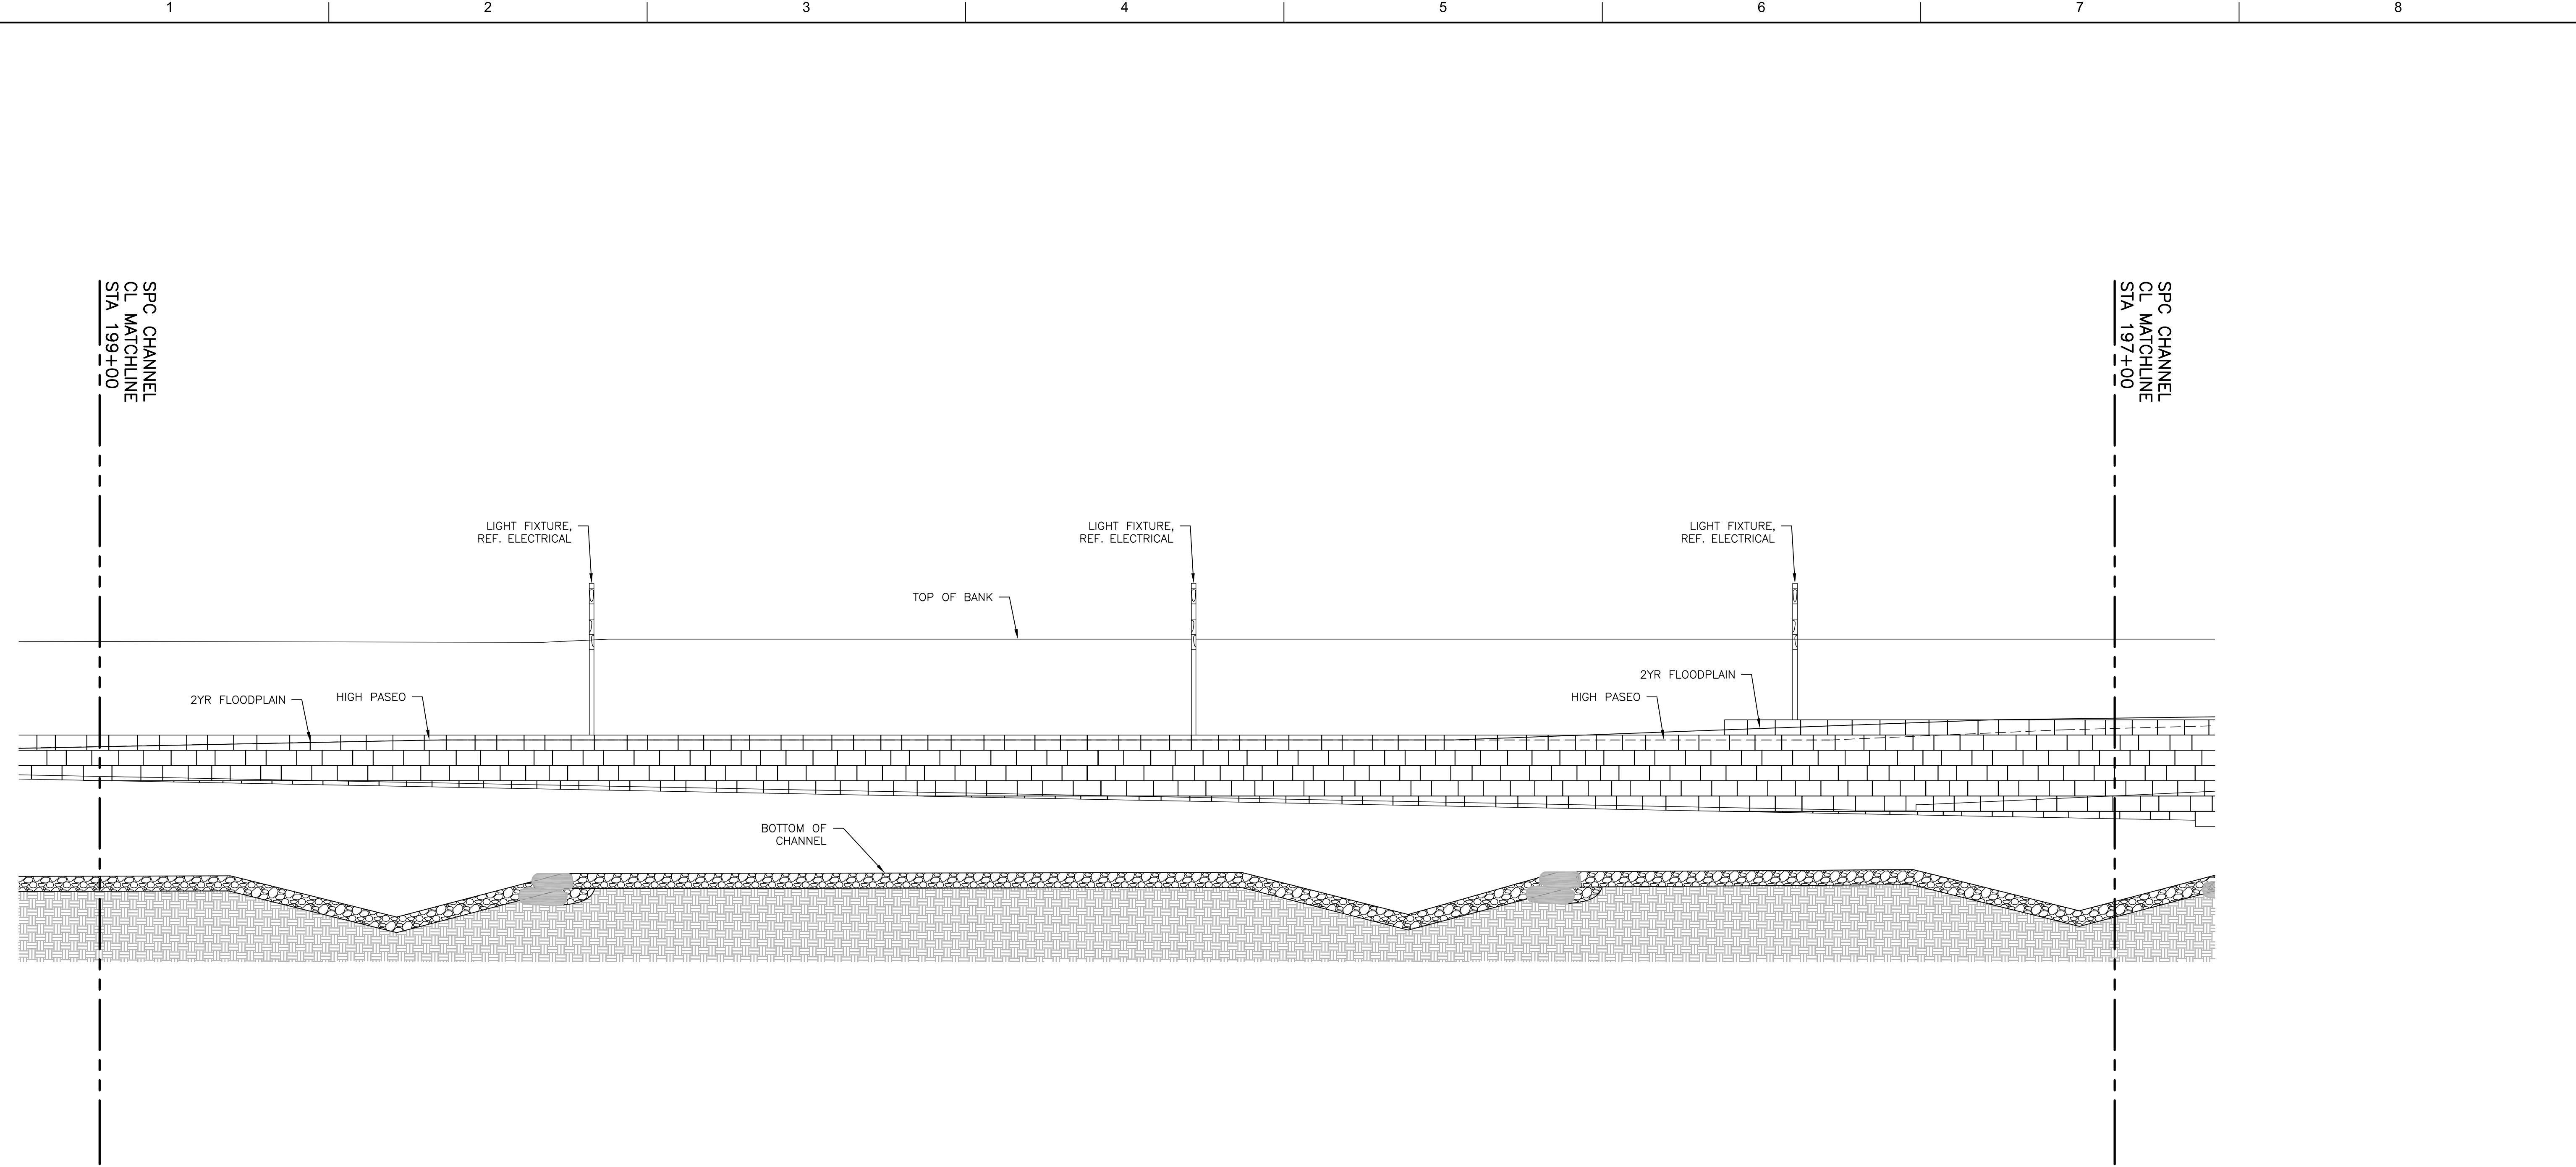 1
2
3
4
5
6
7
8
SPC CHANNEL
CL MATCHLINE
STA 199+00
SPC CHANNEL
CL MATCHLINE
STA 197+00
LIGHT FIXTURE,
REF. ELECTRICAL
LIGHT FIXTURE,
REF. ELECTRICAL
LIGHT FIXTURE,
REF. ELECTRICAL
TOP OF BANK
2YR FLOODPLAIN
HIGH PASEO
2YR FLOODPLAIN
HIGH PASEO
BOTTOM OF
CHANNEL